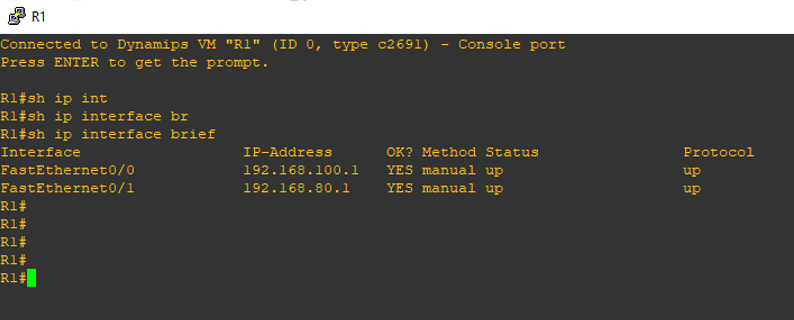 R1
Connected to Dynamips VM "R1" (ID 0, type c2691) - Console port
Press ENTER to get the prompt.
R1#sh ip int
R1#sh ip interface br
R1#sh ip interface brief
Interface IP-Address OK? Method Status Protocol
FastEthernet0/0 192.168.100.1 YES manual up up
FastEthernet0/1 192.168.80.1 YES manual up up
R1#
R1#
R1#
R1#
R1#